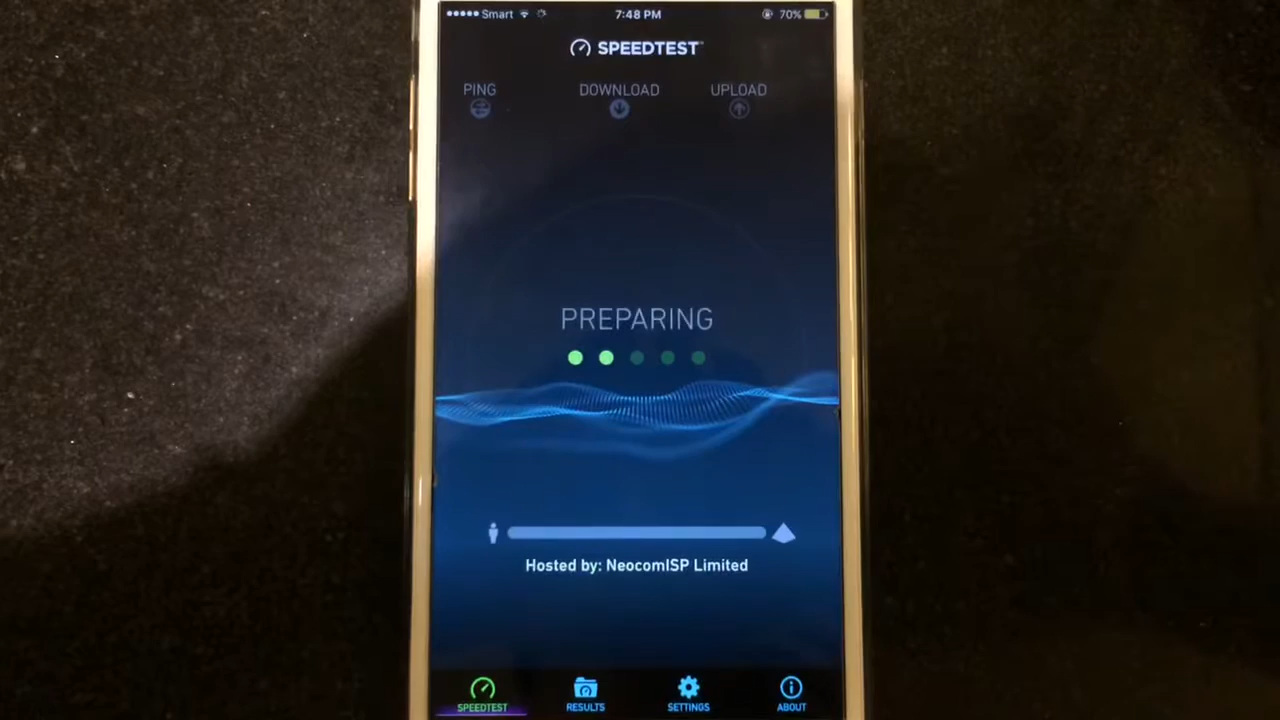 Smart 7:48 PM 70%
SPEEDTEST
PING DOWNLOAD UPLOAD
PREPARING
Hosted by: NeocomISP Limited
SPEEDTEST RESULTS SETTINGS ABOUT